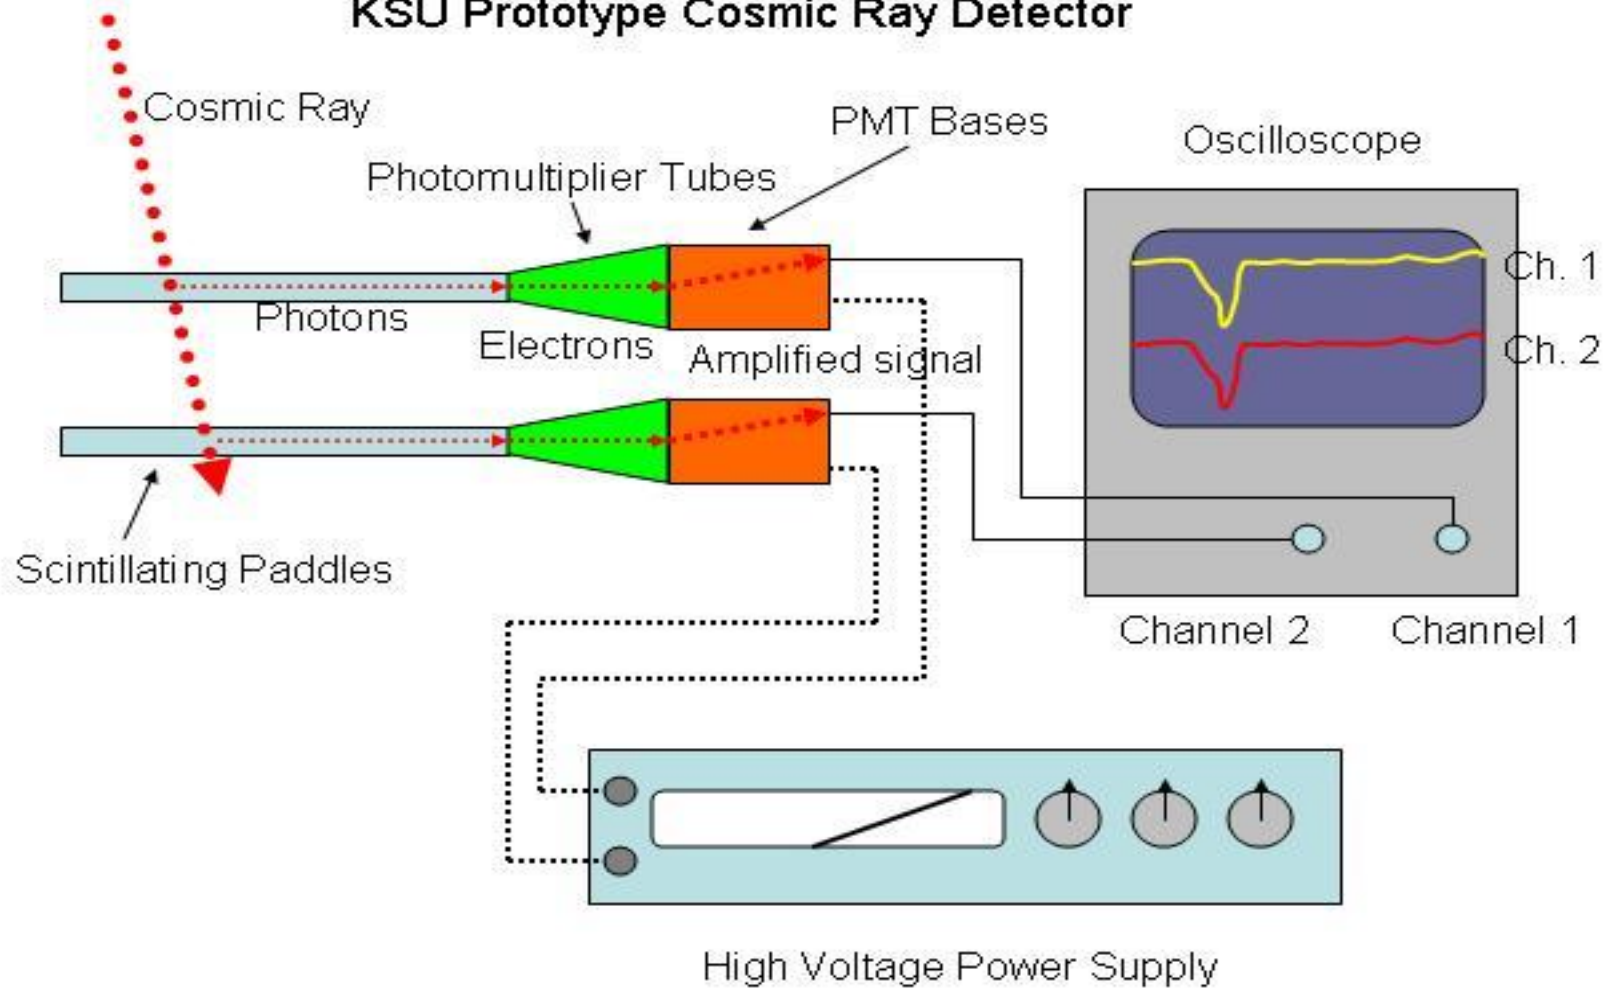 KSU Prototype Cosmic Ray Detector
Cosmic Ray
PMT Bases
Oscilloscope
Photomultiplier Tubes
Ch. 1
Photons
Electrons
Amplified signal
Ch. 2
Scintillating Paddles
Channel 2
Channel 1
High Voltage Power Supply